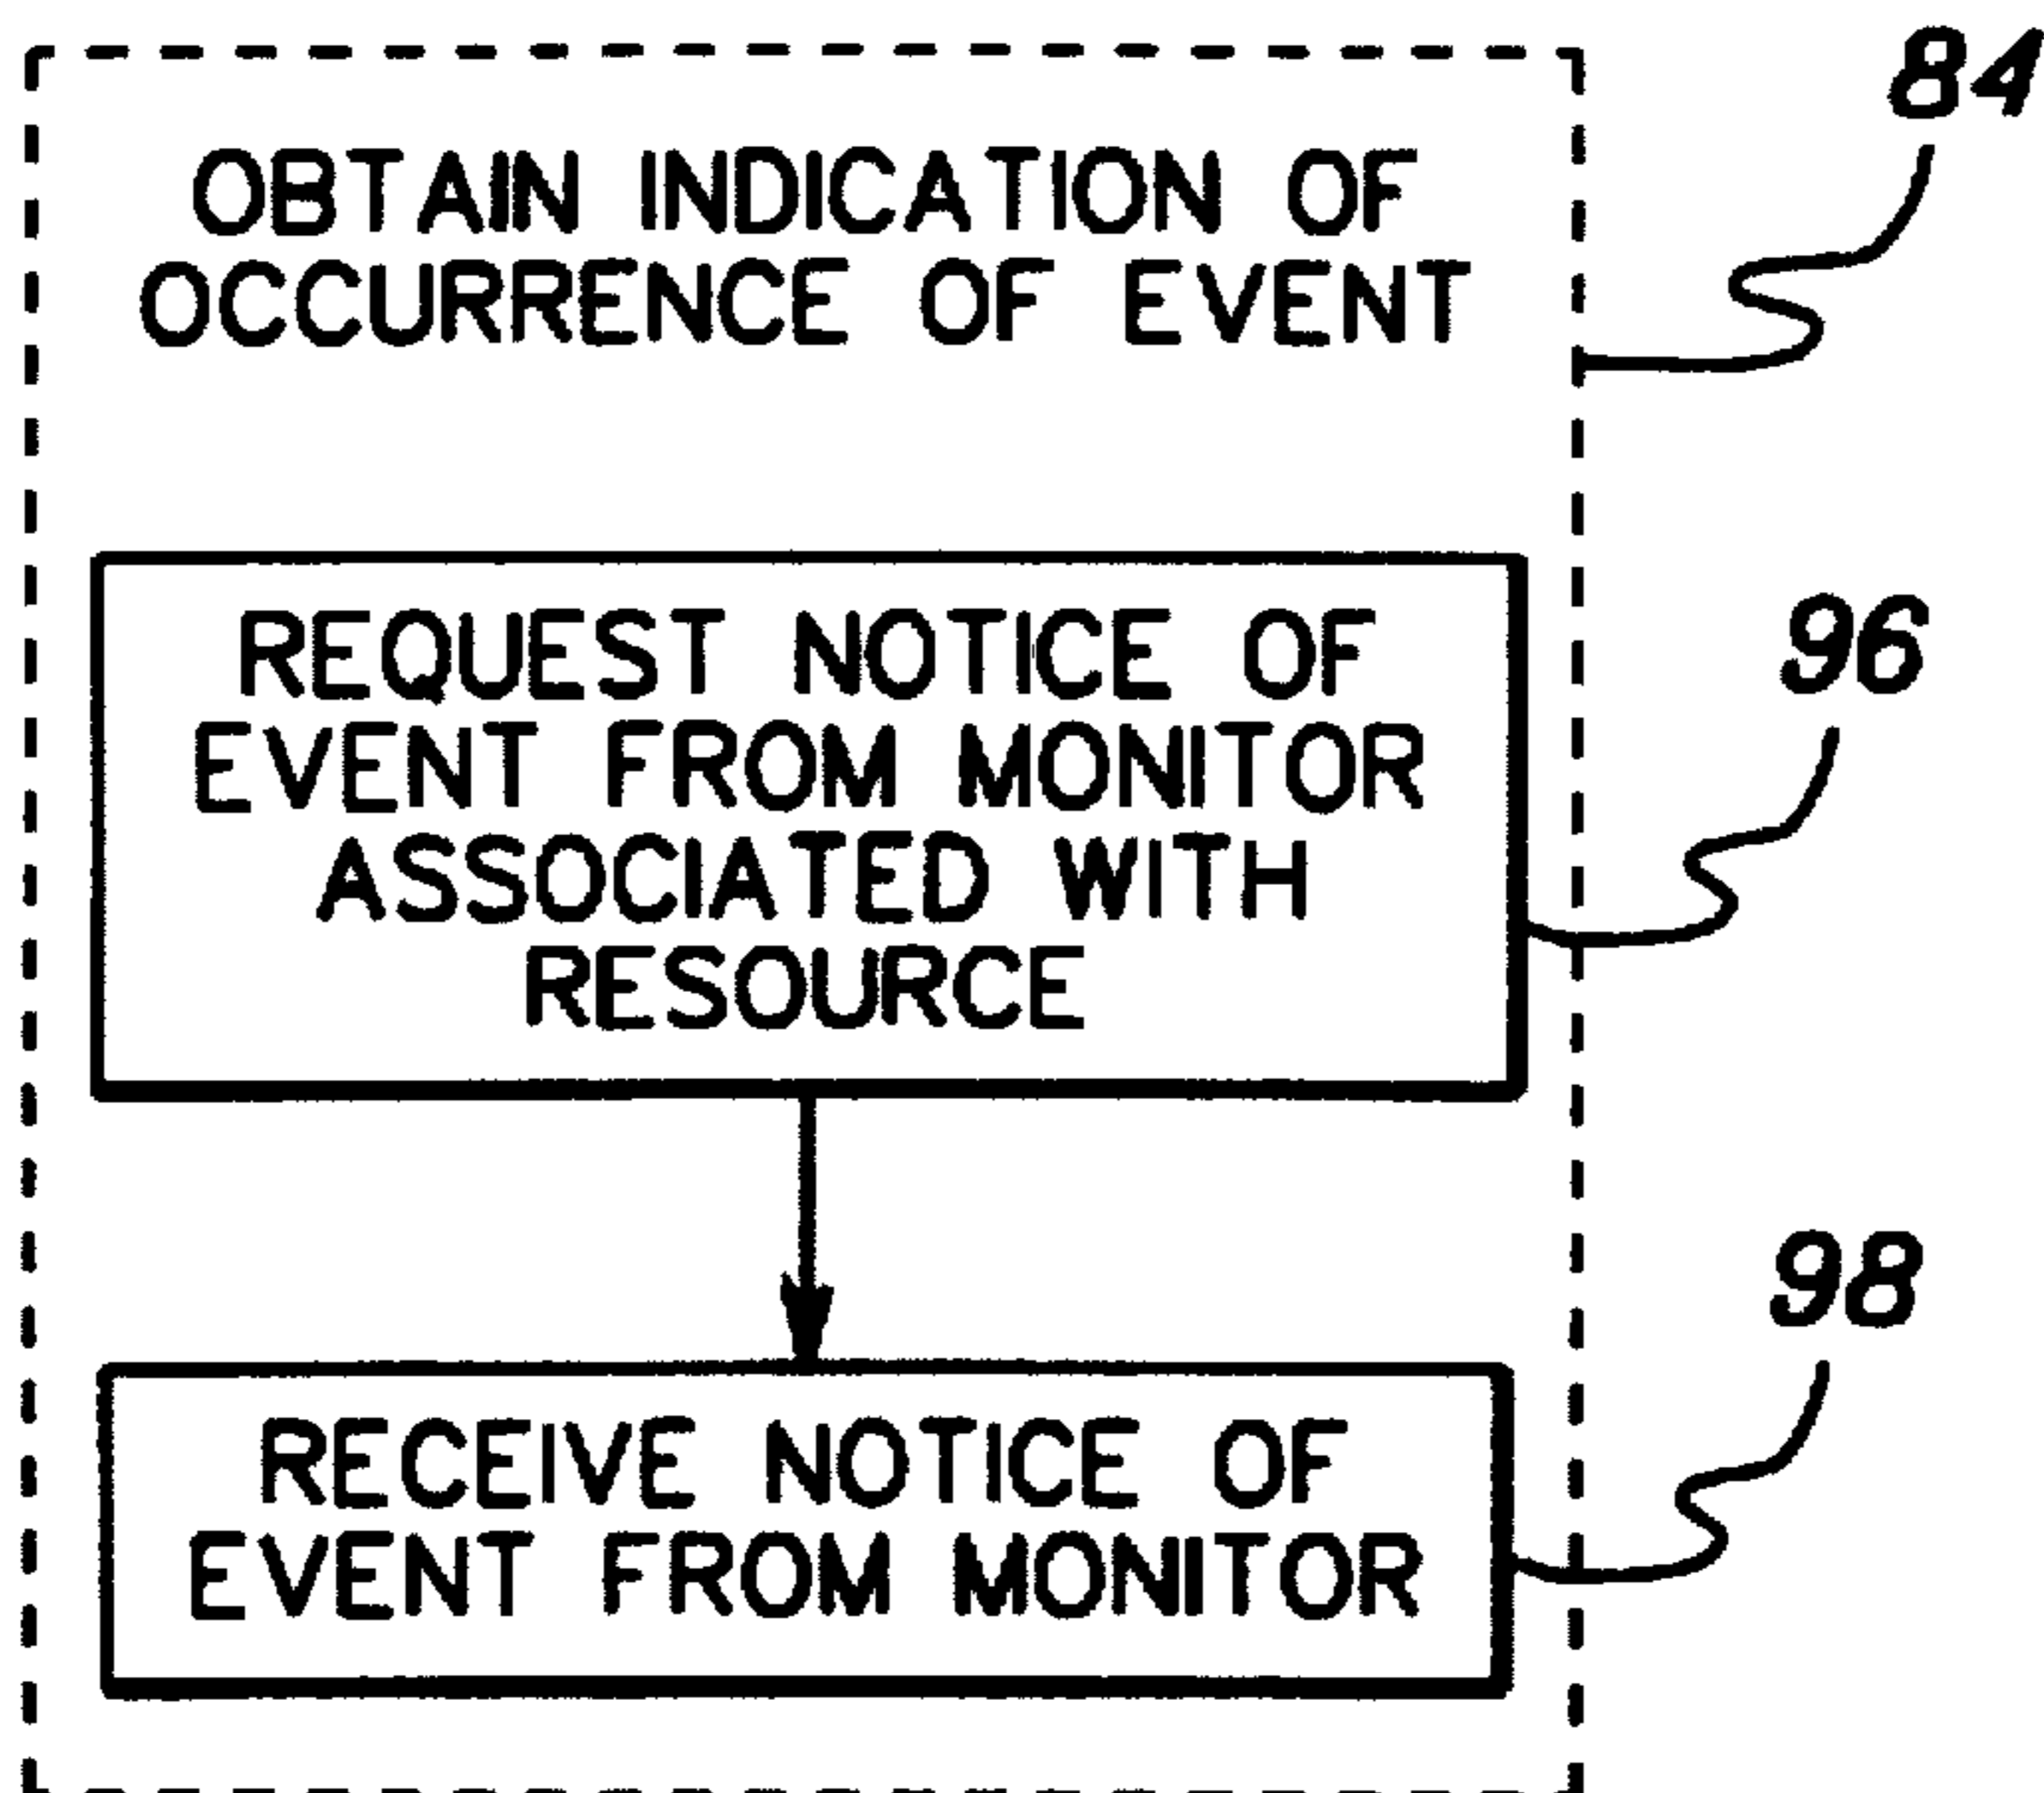 84
OBTAIN INDICATION OF
OCCURRENCE OF EVENT
REQUEST NOTICE OF
EVENT FROM MONITOR
ASSOCIATED WITH
RESOURCE
96
RECEIVE NOTICE OF
EVENT FROM MONITOR
98